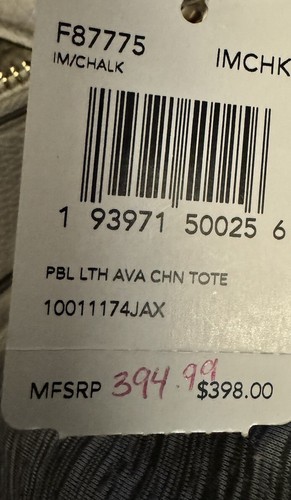 F87775
IM/CHALK IMCHK
1 93971 50025 6
PBL LTH AVA CHN TOTE
10011174JAX
MFSRP 394.99 $398.00